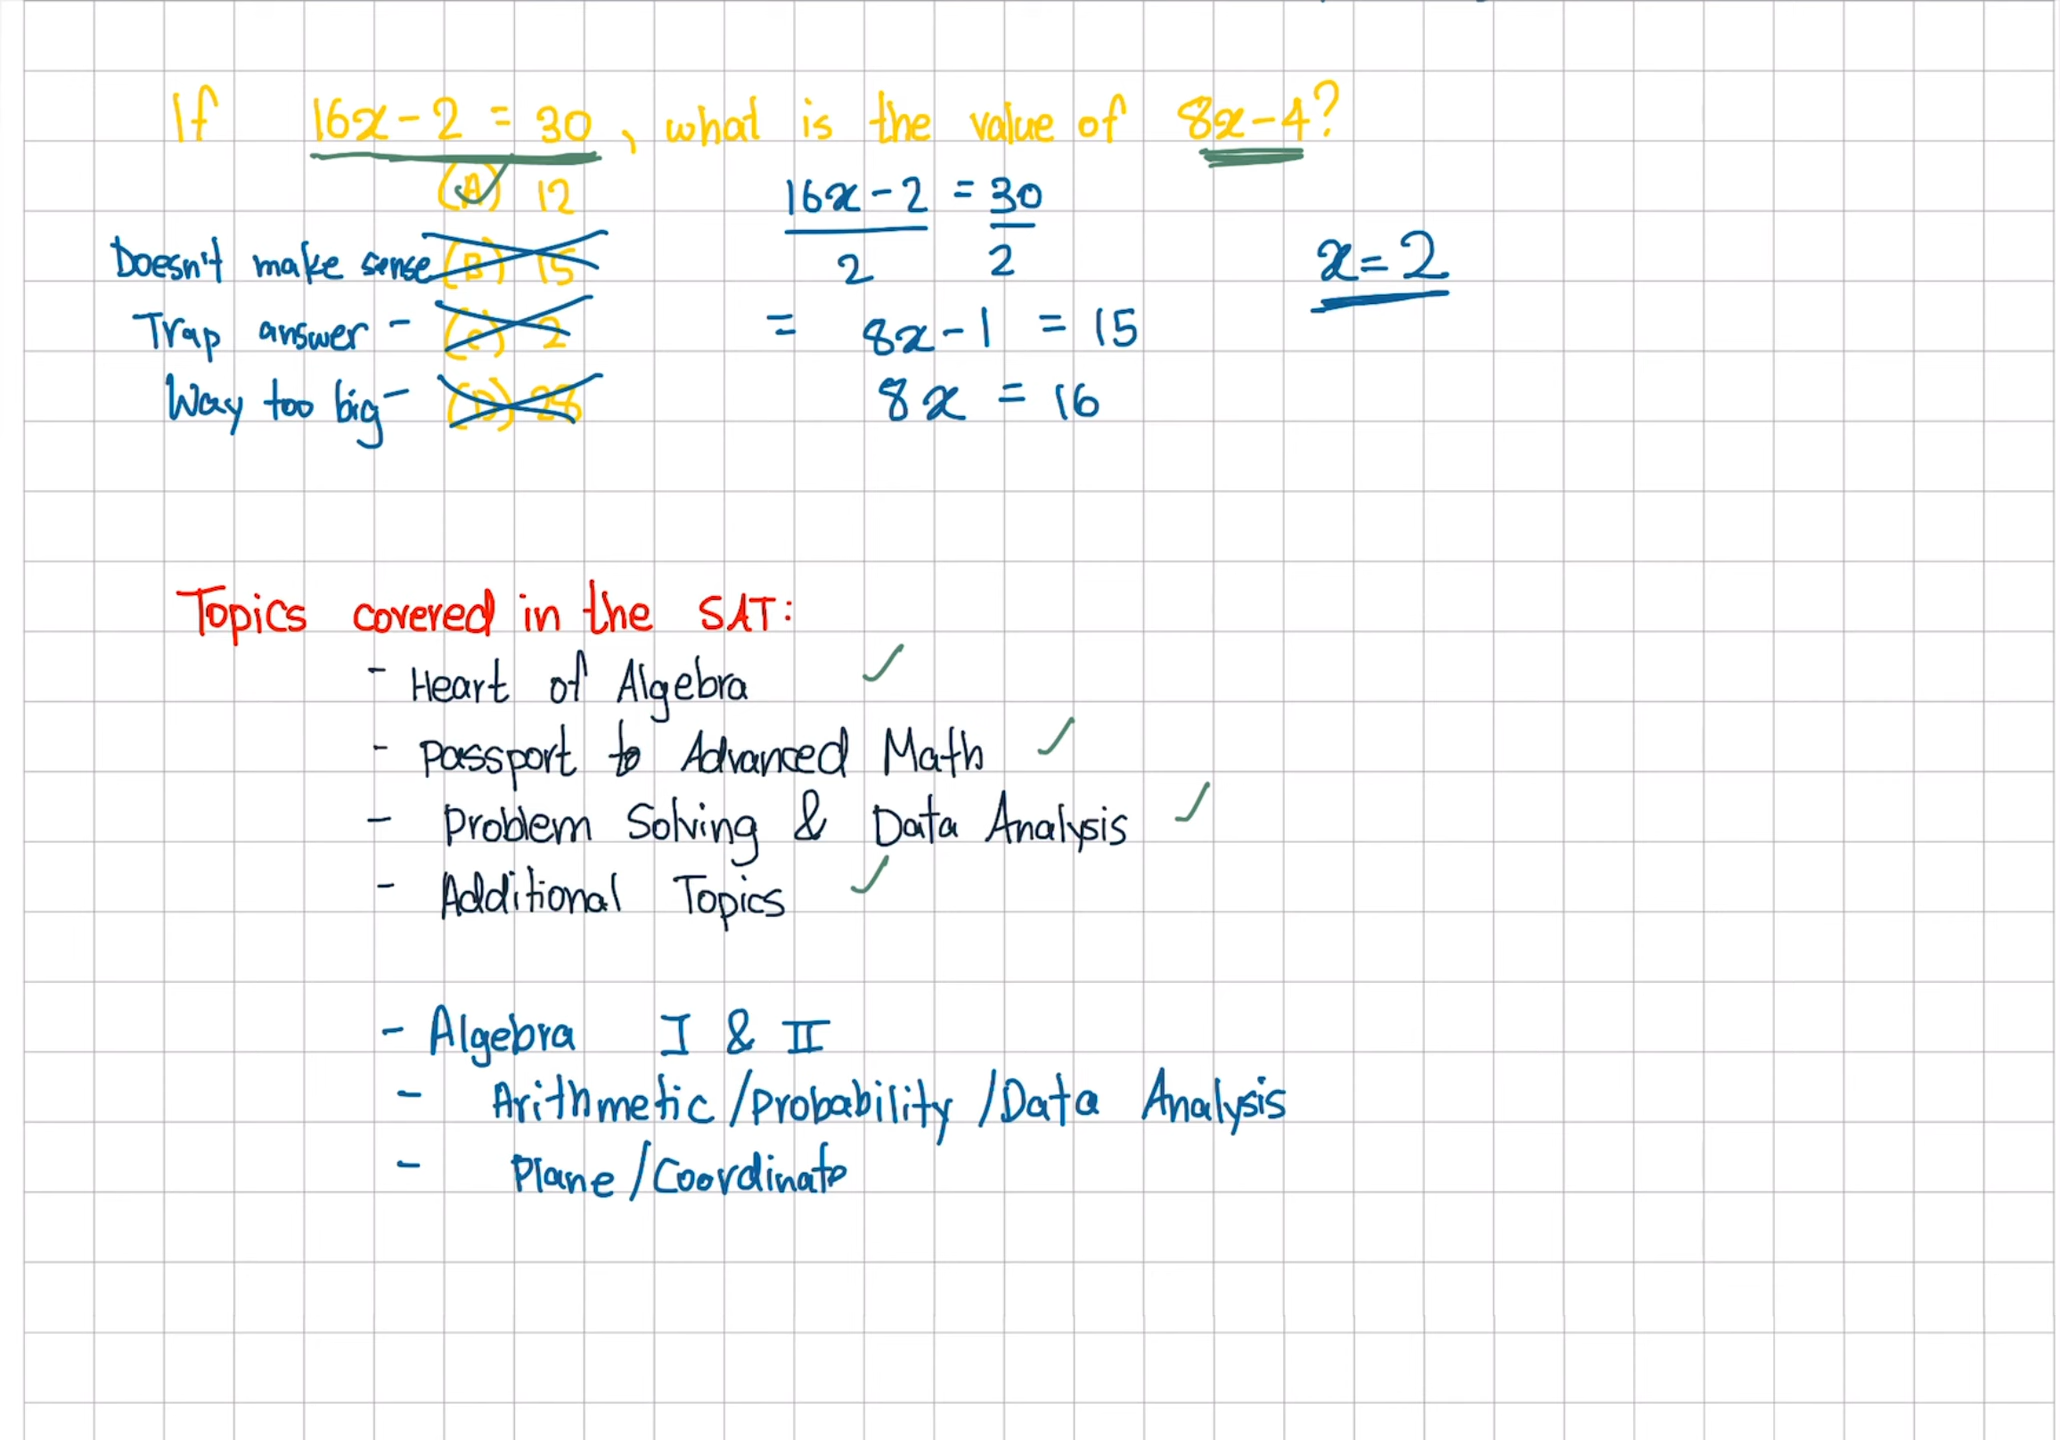 If 16x - 2 = 30, what is the value of 8x - 4?
(A) 12
16x - 2 = 30
Doesn't make sense (B) 15
2 2
x = 2
Trap answer - (C) 2
= 8x - 1 = 15
Way too big - (D) 28
8x = 16
Topics covered in the SAT:
- Heart of Algebra ✓
- Passport to Advanced Math ✓
- Problem Solving & Data Analysis ✓
- Additional Topics ✓
- Algebra I & II
- Arithmetic/Probability/Data Analysis
- Plane/Coordinate